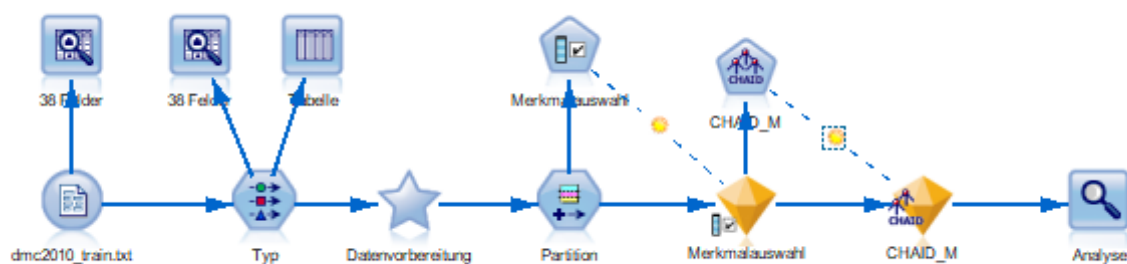 38 Felder
38 Felder
Tabelle
Merkmalauswahl
CHAID
CHAID_M
dmc2010_train.txt
Typ
Datenvorbereitung
Partition
Merkmalauswahl
CHAID
CHAID_M
Analyse